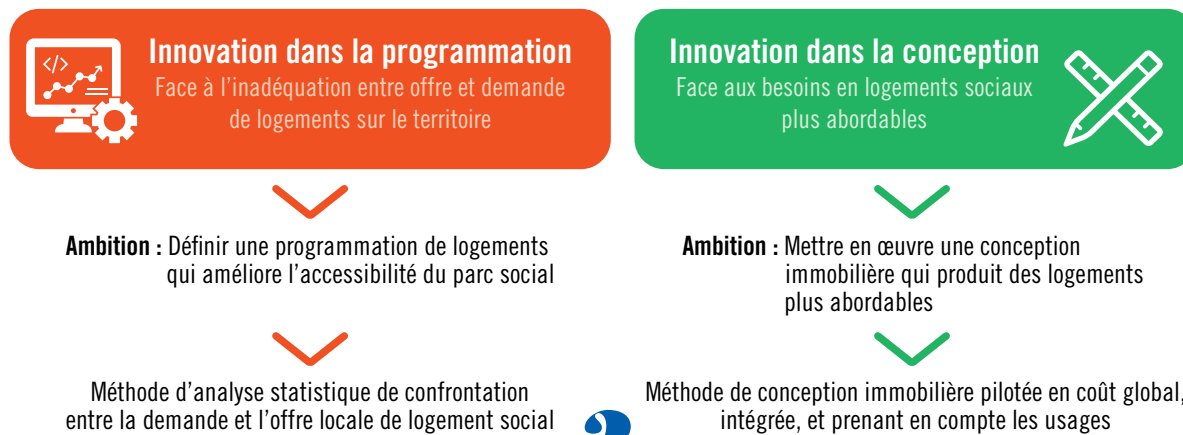 Innovation dans la programmation
Face à l’inadéquation entre offre et demande
de logements sur le territoire
Ambition : Définir une programmation de logements
qui améliore l’accessibilité du parc social
Méthode d’analyse statistique de confrontation
entre la demande et l’offre locale de logement social
Innovation dans la conception
Face aux besoins en logements sociaux
plus abordables
Ambition : Mettre en œuvre une conception
immobilière qui produit des logements
plus abordables
Méthode de conception immobilière pilotée en coût global,
intégrée, et prenant en compte les usages